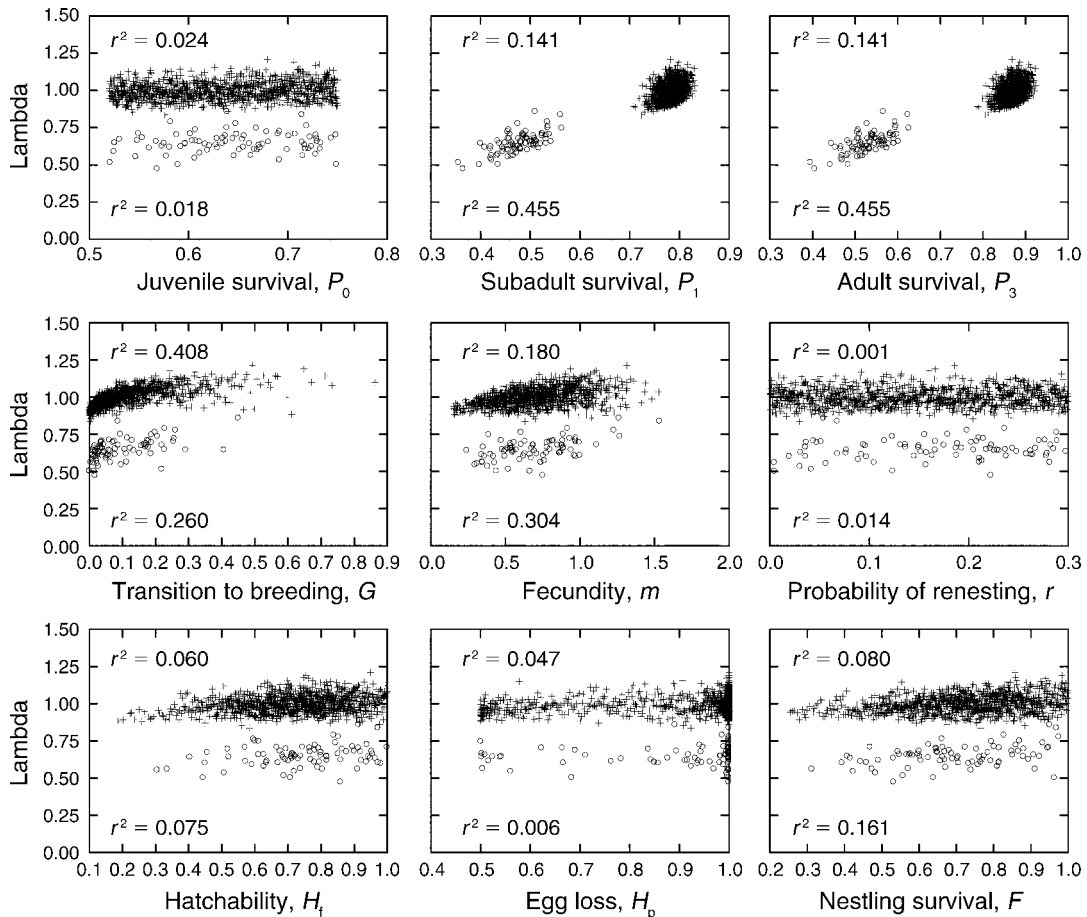 1.50
1.25
1.00
0.75
0.50
0.25
0.00
Lambda
r² = 0.024
r² = 0.018
0.5 0.6 0.7 0.8
Juvenile survival, P₀
r² = 0.141
r² = 0.455
0.3 0.4 0.5 0.6 0.7 0.8 0.9
Subadult survival, P₁
r² = 0.141
r² = 0.455
0.3 0.4 0.5 0.6 0.7 0.8 0.9 1.0
Adult survival, P₃
1.50
1.25
1.00
0.75
0.50
0.25
0.00
Lambda
r² = 0.408
r² = 0.260
0.0 0.1 0.2 0.3 0.4 0.5 0.6 0.7 0.8 0.9
Transition to breeding, G
r² = 0.180
r² = 0.304
0.0 0.5 1.0 1.5 2.0
Fecundity, m
r² = 0.001
r² = 0.014
0.0 0.1 0.2 0.3
Probability of renesting, r
1.50
1.25
1.00
0.75
0.50
0.25
0.00
Lambda
r² = 0.060
r² = 0.075
0.1 0.2 0.3 0.4 0.5 0.6 0.7 0.8 0.9 1.0
Hatchability, H_f
r² = 0.047
r² = 0.006
0.4 0.5 0.6 0.7 0.8 0.9 1.0
Egg loss, H_p
r² = 0.080
r² = 0.161
0.2 0.3 0.4 0.5 0.6 0.7 0.8 0.9 1.0
Nestling survival, F